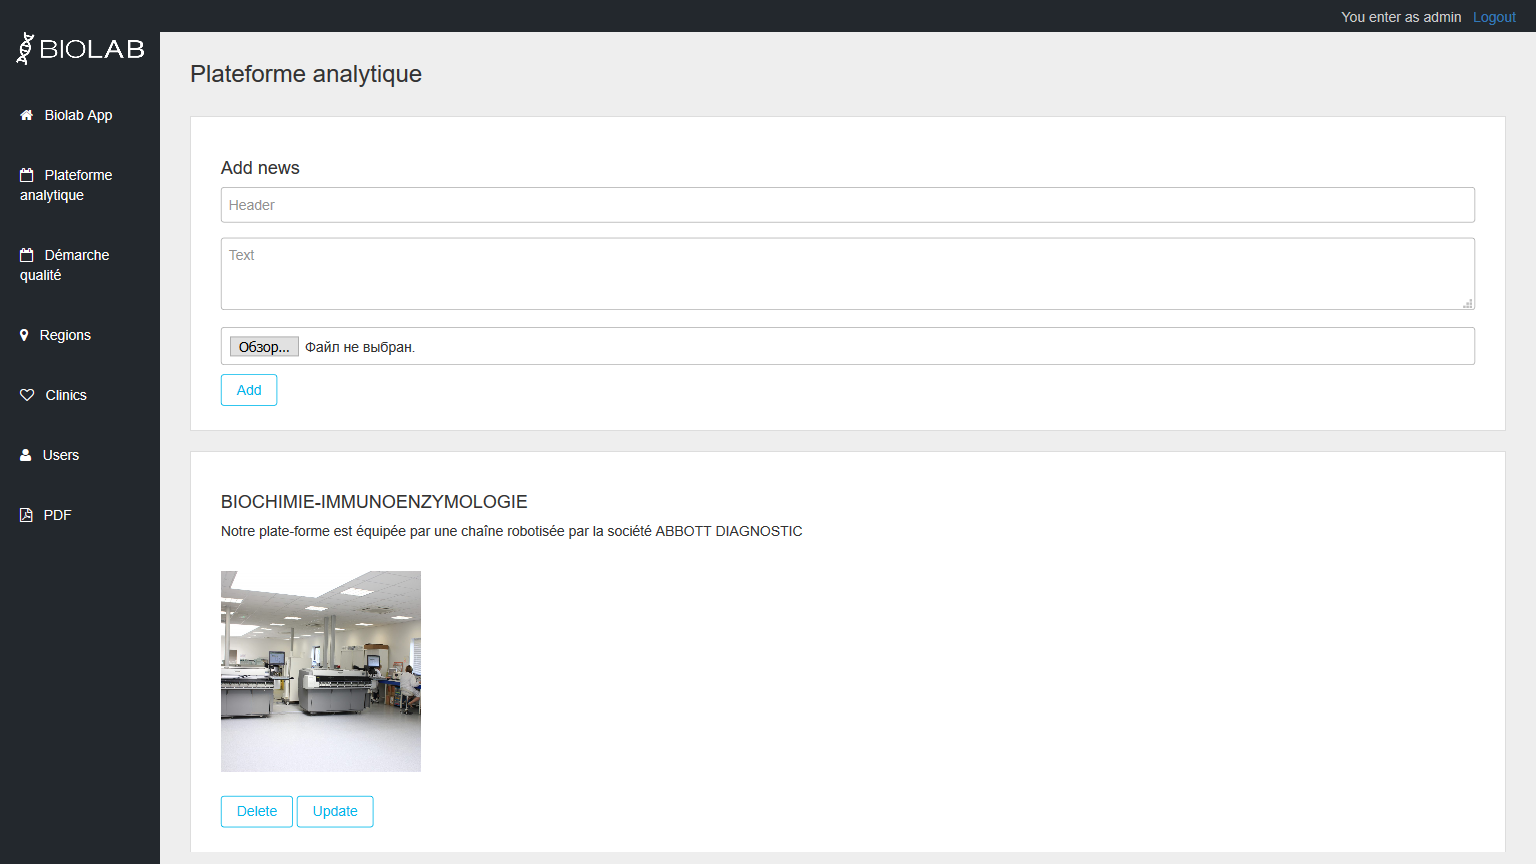 You enter as admin Logout
BIOLAB
Biolab App
Plateforme
analytique
Démarche
qualité
Regions
Clinics
Users
PDF
Plateforme analytique
Add news
Header
Text
Обзор... Файл не выбран.
Add
BIOCHIMIE-IMMUNOENZYMOLOGIE
Notre plate-forme est équipée par une chaîne robotisée par la société ABBOTT DIAGNOSTIC
Delete Update